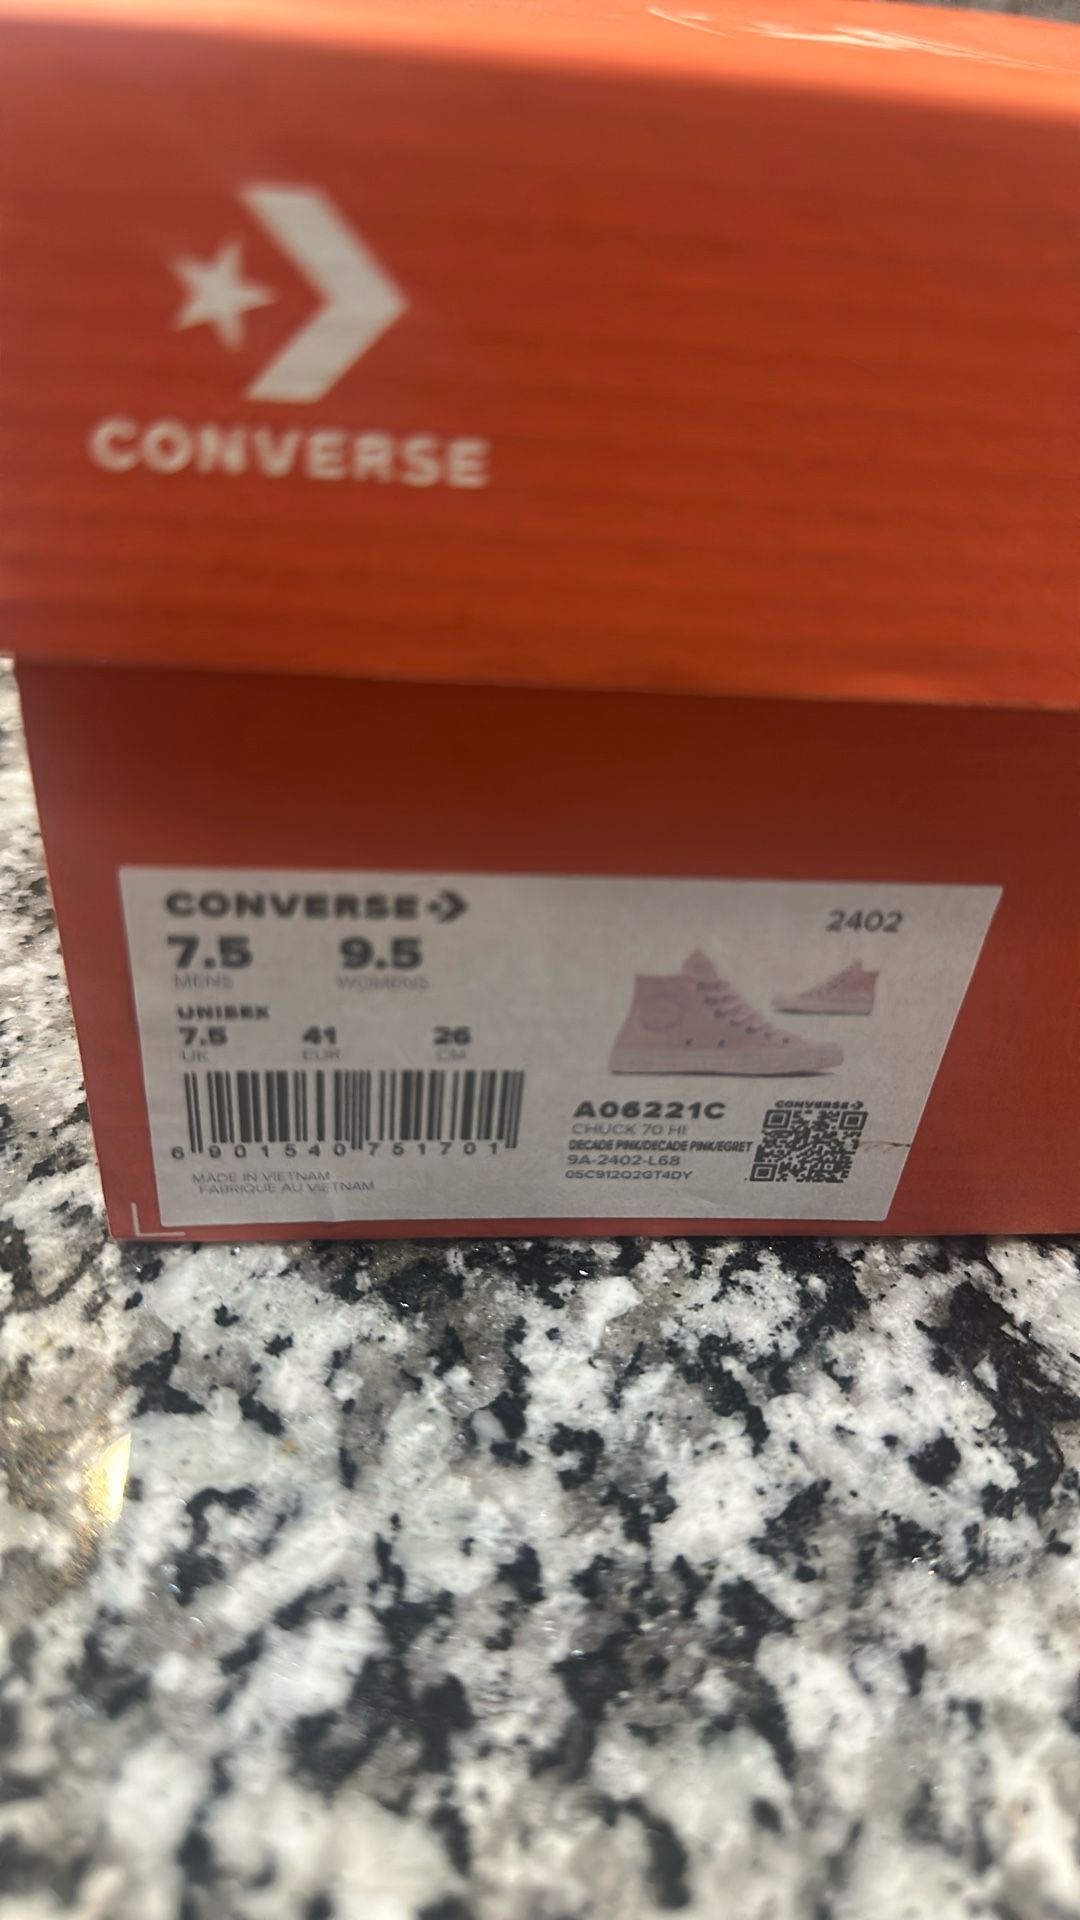 CONVERSE
CONVERSE
2402
7.5 9.5
MENS WOMENS
UNISEX
7.5 41 26
UK EUR CM
6 901540 751701
MADE IN VIETNAM
FABRIQUE AU VIETNAM
A06221C
CHUCK 70 HI
DECADE PINK/DECADE PINK/EGRET
9A-2402-L68
05C912Q2GT4DY
CONVERSE